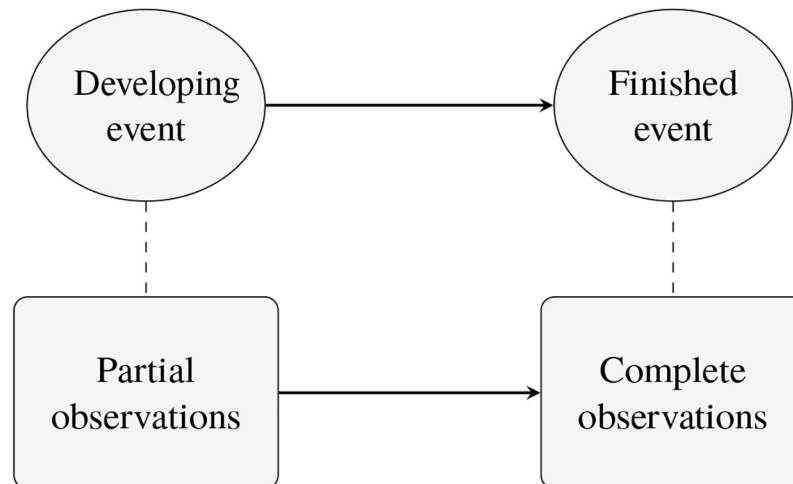 Developing
event
Finished
event
Partial
observations
Complete
observations